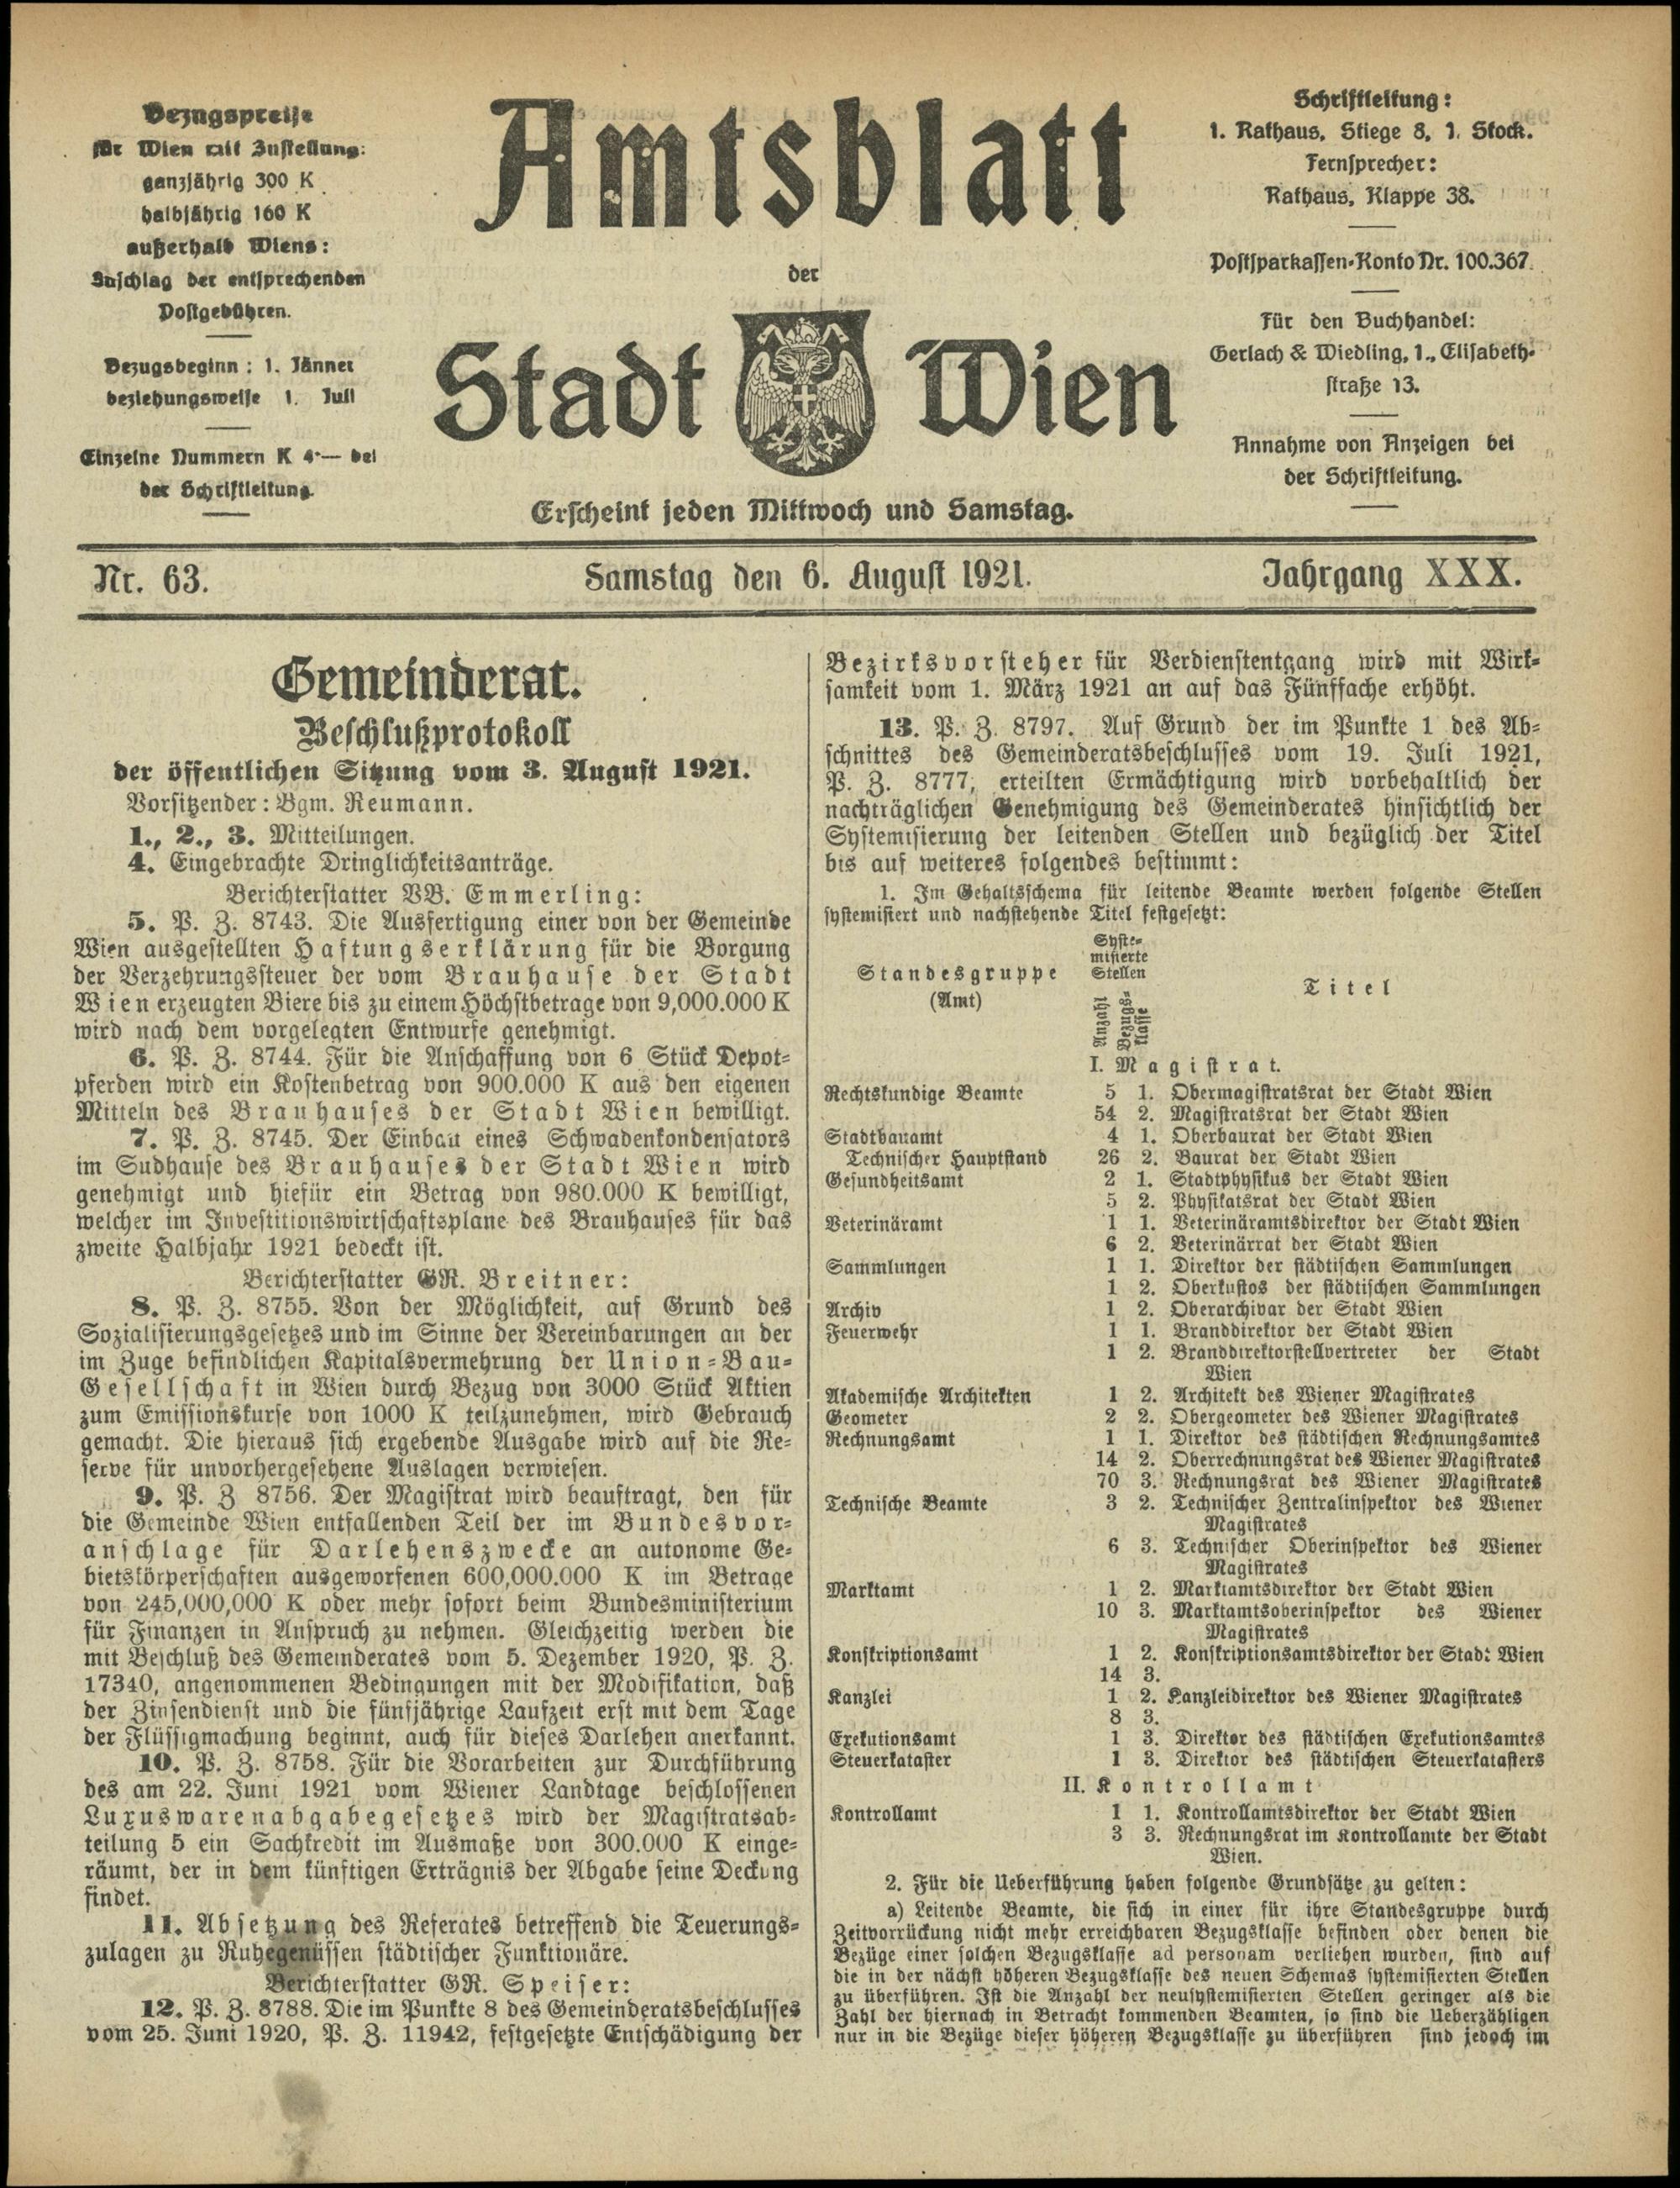 Bezugspreise
für Wien mit Zustellung:
ganzjährig 300 K
halbjährig 160 K
außerhalb Wiens:
Zuschlag der entsprechenden
Postgebühren.
Bezugsbeginn: 1. Jänner
beziehungsweise 1. Juli
Einzelne Nummern K 4·— bei
der Schriftleitung.
Amtsblatt
der
Stadt Wien
Erscheint jeden Mittwoch und Samstag.
Schriftleitung:
1. Rathaus, Stiege 8, 1. Stock.
Fernsprecher:
Rathaus, Klappe 38.
Postsparkassen-Konto Nr. 100.367.
Für den Buchhandel:
Gerlach & Wiedling, 1., Elisabeth-
straße 13.
Annahme von Anzeigen bei
der Schriftleitung.
Nr. 63. Samstag den 6. August 1921. Jahrgang XXX.
Gemeinderat.
Beschlußprotokoll
der öffentlichen Sitzung vom 3. August 1921.
Vorsitzender: Bgm. Reumann.
1., 2., 3. Mitteilungen.
4. Eingebrachte Dringlichkeitsanträge.
Berichterstatter VB. Emmerling:
5. P. Z. 8743. Die Ausfertigung einer von der Gemeinde
Wien ausgestellten Haftungserklärung für die Borgung
der Verzehrungssteuer der vom Brauhause der Stadt
Wien erzeugten Biere bis zu einem Höchstbetrage von 9,000.000 K
wird nach dem vorgelegten Entwurfe genehmigt.
6. P. Z. 8744. Für die Anschaffung von 6 Stück Depot-
pferden wird ein Kostenbetrag von 900.000 K aus den eigenen
Mitteln des Brauhauses der Stadt Wien bewilligt.
7. P. Z. 8745. Der Einbau eines Schwadenkondensators
im Sudhause des Brauhauses der Stadt Wien wird
genehmigt und hiefür ein Betrag von 980.000 K bewilligt,
welcher im Investitionswirtschaftsplane des Brauhauses für das
zweite Halbjahr 1921 bedeckt ist.
Berichterstatter GR. Breitner:
8. P. Z. 8755. Von der Möglichkeit, auf Grund des
Sozialisierungsgesetzes und im Sinne der Vereinbarungen an der
im Zuge befindlichen Kapitalsvermehrung der Union-Bau-
Gesellschaft in Wien durch Bezug von 3000 Stück Aktien
zum Emissionskurse von 1000 K teilzunehmen, wird Gebrauch
gemacht. Die hieraus sich ergebende Ausgabe wird auf die Re-
serve für unvorhergesehene Auslagen verwiesen.
9. P. Z 8756. Der Magistrat wird beauftragt, den für
die Gemeinde Wien entfallenden Teil der im Bundesvor-
anschlage für Darlehenszwecke an autonome Ge-
bietskörperschaften ausgeworfenen 600,000.000 K im Betrage
von 245,000,000 K oder mehr sofort beim Bundesministerium
für Finanzen in Anspruch zu nehmen. Gleichzeitig werden die
mit Beschluß des Gemeinderates vom 5. Dezember 1920, P. Z.
17340, angenommenen Bedingungen mit der Modifikation, daß
der Zinsendienst und die fünfjährige Laufzeit erst mit dem Tage
der Flüssigmachung beginnt, auch für dieses Darlehen anerkannt.
10. P. Z. 8758. Für die Vorarbeiten zur Durchführung
des am 22. Juni 1921 vom Wiener Landtage beschlossenen
Luxuswarenabgabegesetzes wird der Magistratsab-
teilung 5 ein Sachkredit im Ausmaße von 300.000 K einge-
räumt, der in dem künftigen Erträgnis der Abgabe seine Deckung
findet.
11. Absetzung des Referates betreffend die Teuerungs-
zulagen zu Ruhegenüssen städtischer Funktionäre.
Berichterstatter GR. Speiser:
12. P. Z. 8788. Die im Punkte 8 des Gemeinderatsbeschlusses
vom 25. Juni 1920, P. Z. 11942, festgesetzte Entschädigung der
Bezirksvorsteher für Verdienstentgang wird mit Wirk-
samkeit vom 1. März 1921 an auf das Fünffache erhöht.
13. P. Z. 8797. Auf Grund der im Punkte 1 des Ab-
schnittes des Gemeinderatsbeschlusses vom 19. Juli 1921,
P. Z. 8777, erteilten Ermächtigung wird vorbehaltlich der
nachträglichen Genehmigung des Gemeinderates hinsichtlich der
Systemisierung der leitenden Stellen und bezüglich der Titel
bis auf weiteres folgendes bestimmt:
1. Im Gehaltsschema für leitende Beamte werden folgende Stellen
systemisiert und nachstehende Titel festgesetzt:
Standesgruppe
(Amt)
Syste-
misierte
Stellen
Anzahl
Bezugs-
klasse
Titel
I. Magistrat.
Rechtskundige Beamte 5 1. Obermagistratsrat der Stadt Wien
54 2. Magistratsrat der Stadt Wien
Stadtbauamt 4 1. Oberbaurat der Stadt Wien
Technischer Hauptstand 26 2. Baurat der Stadt Wien
Gesundheitsamt 2 1. Stadtphysikus der Stadt Wien
5 2. Physikatsrat der Stadt Wien
Veterinäramt 1 1. Veterinäramtsdirektor der Stadt Wien
6 2. Veterinärrat der Stadt Wien
Sammlungen 1 1. Direktor der städtischen Sammlungen
1 2. Oberkustos der städtischen Sammlungen
Archiv 1 2. Oberarchivar der Stadt Wien
Feuerwehr 1 1. Branddirektor der Stadt Wien
1 2. Branddirektorstellvertreter der Stadt
Wien
Akademische Architekten 1 2. Architekt des Wiener Magistrates
Geometer 2 2. Obergeometer des Wiener Magistrates
Rechnungsamt 1 1. Direktor des städtischen Rechnungsamtes
14 2. Oberrechnungsrat des Wiener Magistrates
70 3. Rechnungsrat des Wiener Magistrates
Technische Beamte 3 2. Technischer Zentralinspektor des Wiener
Magistrates
6 3. Technischer Oberinspektor des Wiener
Magistrates
Marktamt 1 2. Marktamtsdirektor der Stadt Wien
10 3. Marktamtsoberinspektor des Wiener
Magistrates
Konskriptionsamt 1 2. Konskriptionsamtsdirektor der Stadt Wien
14 3.
Kanzlei 1 2. Kanzleidirektor des Wiener Magistrates
8 3.
Exekutionsamt 1 3. Direktor des städtischen Exekutionsamtes
Steuerkataster 1 3. Direktor des städtischen Steuerkatasters
II. Kontrollamt
Kontrollamt 1 1. Kontrollamtsdirektor der Stadt Wien
3 3. Rechnungsrat im Kontrollamte der Stadt
Wien.
2. Für die Ueberführung haben folgende Grundsätze zu gelten:
a) Leitende Beamte, die sich in einer für ihre Standesgruppe durch
Zeitvorrückung nicht mehr erreichbaren Bezugsklasse befinden oder denen die
Bezüge einer solchen Bezugsklasse ad personam verliehen wurden, sind auf
die in der nächst höheren Bezugsklasse des neuen Schemas systemisierten Stellen
zu überführen. Ist die Anzahl der neusystemisierten Stellen geringer als die
Zahl der hiernach in Betracht kommenden Beamten, so sind die Ueberzähligen
nur in die Bezüge dieser höheren Bezugsklasse zu überführen sind jedoch im